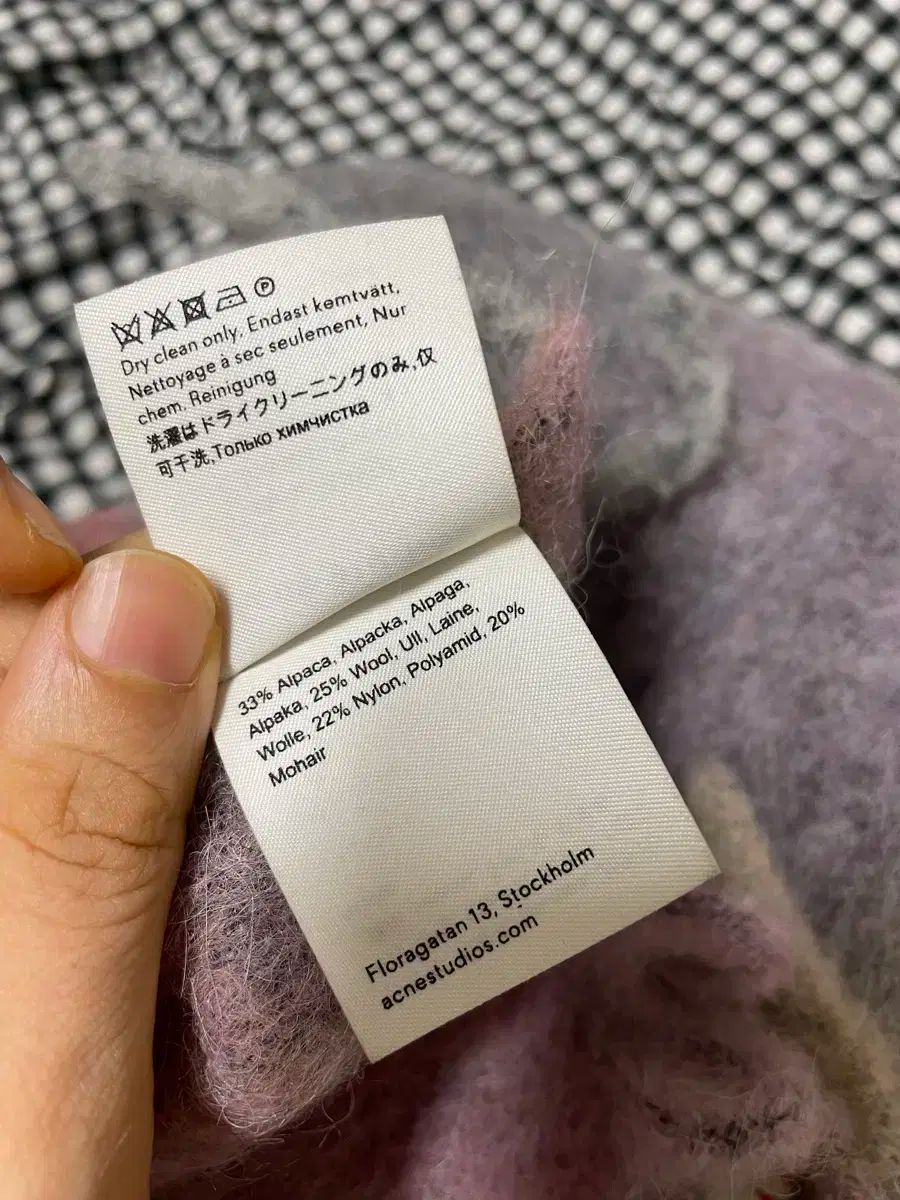 P
Dry clean only, Endast kemtvätt,
Nettoyage à sec seulement, Nur
chem. Reinigung
洗濯はドライクリーニングのみ,仅
可干洗,Только химчистка
33% Alpaca, Alpacka, Alpaga,
Alpaka, 25% Wool, Ull, Laine,
Wolle, 22% Nylon, Polyamid, 20%
Mohair
Floragatan 13, Stockholm
acnestudios.com